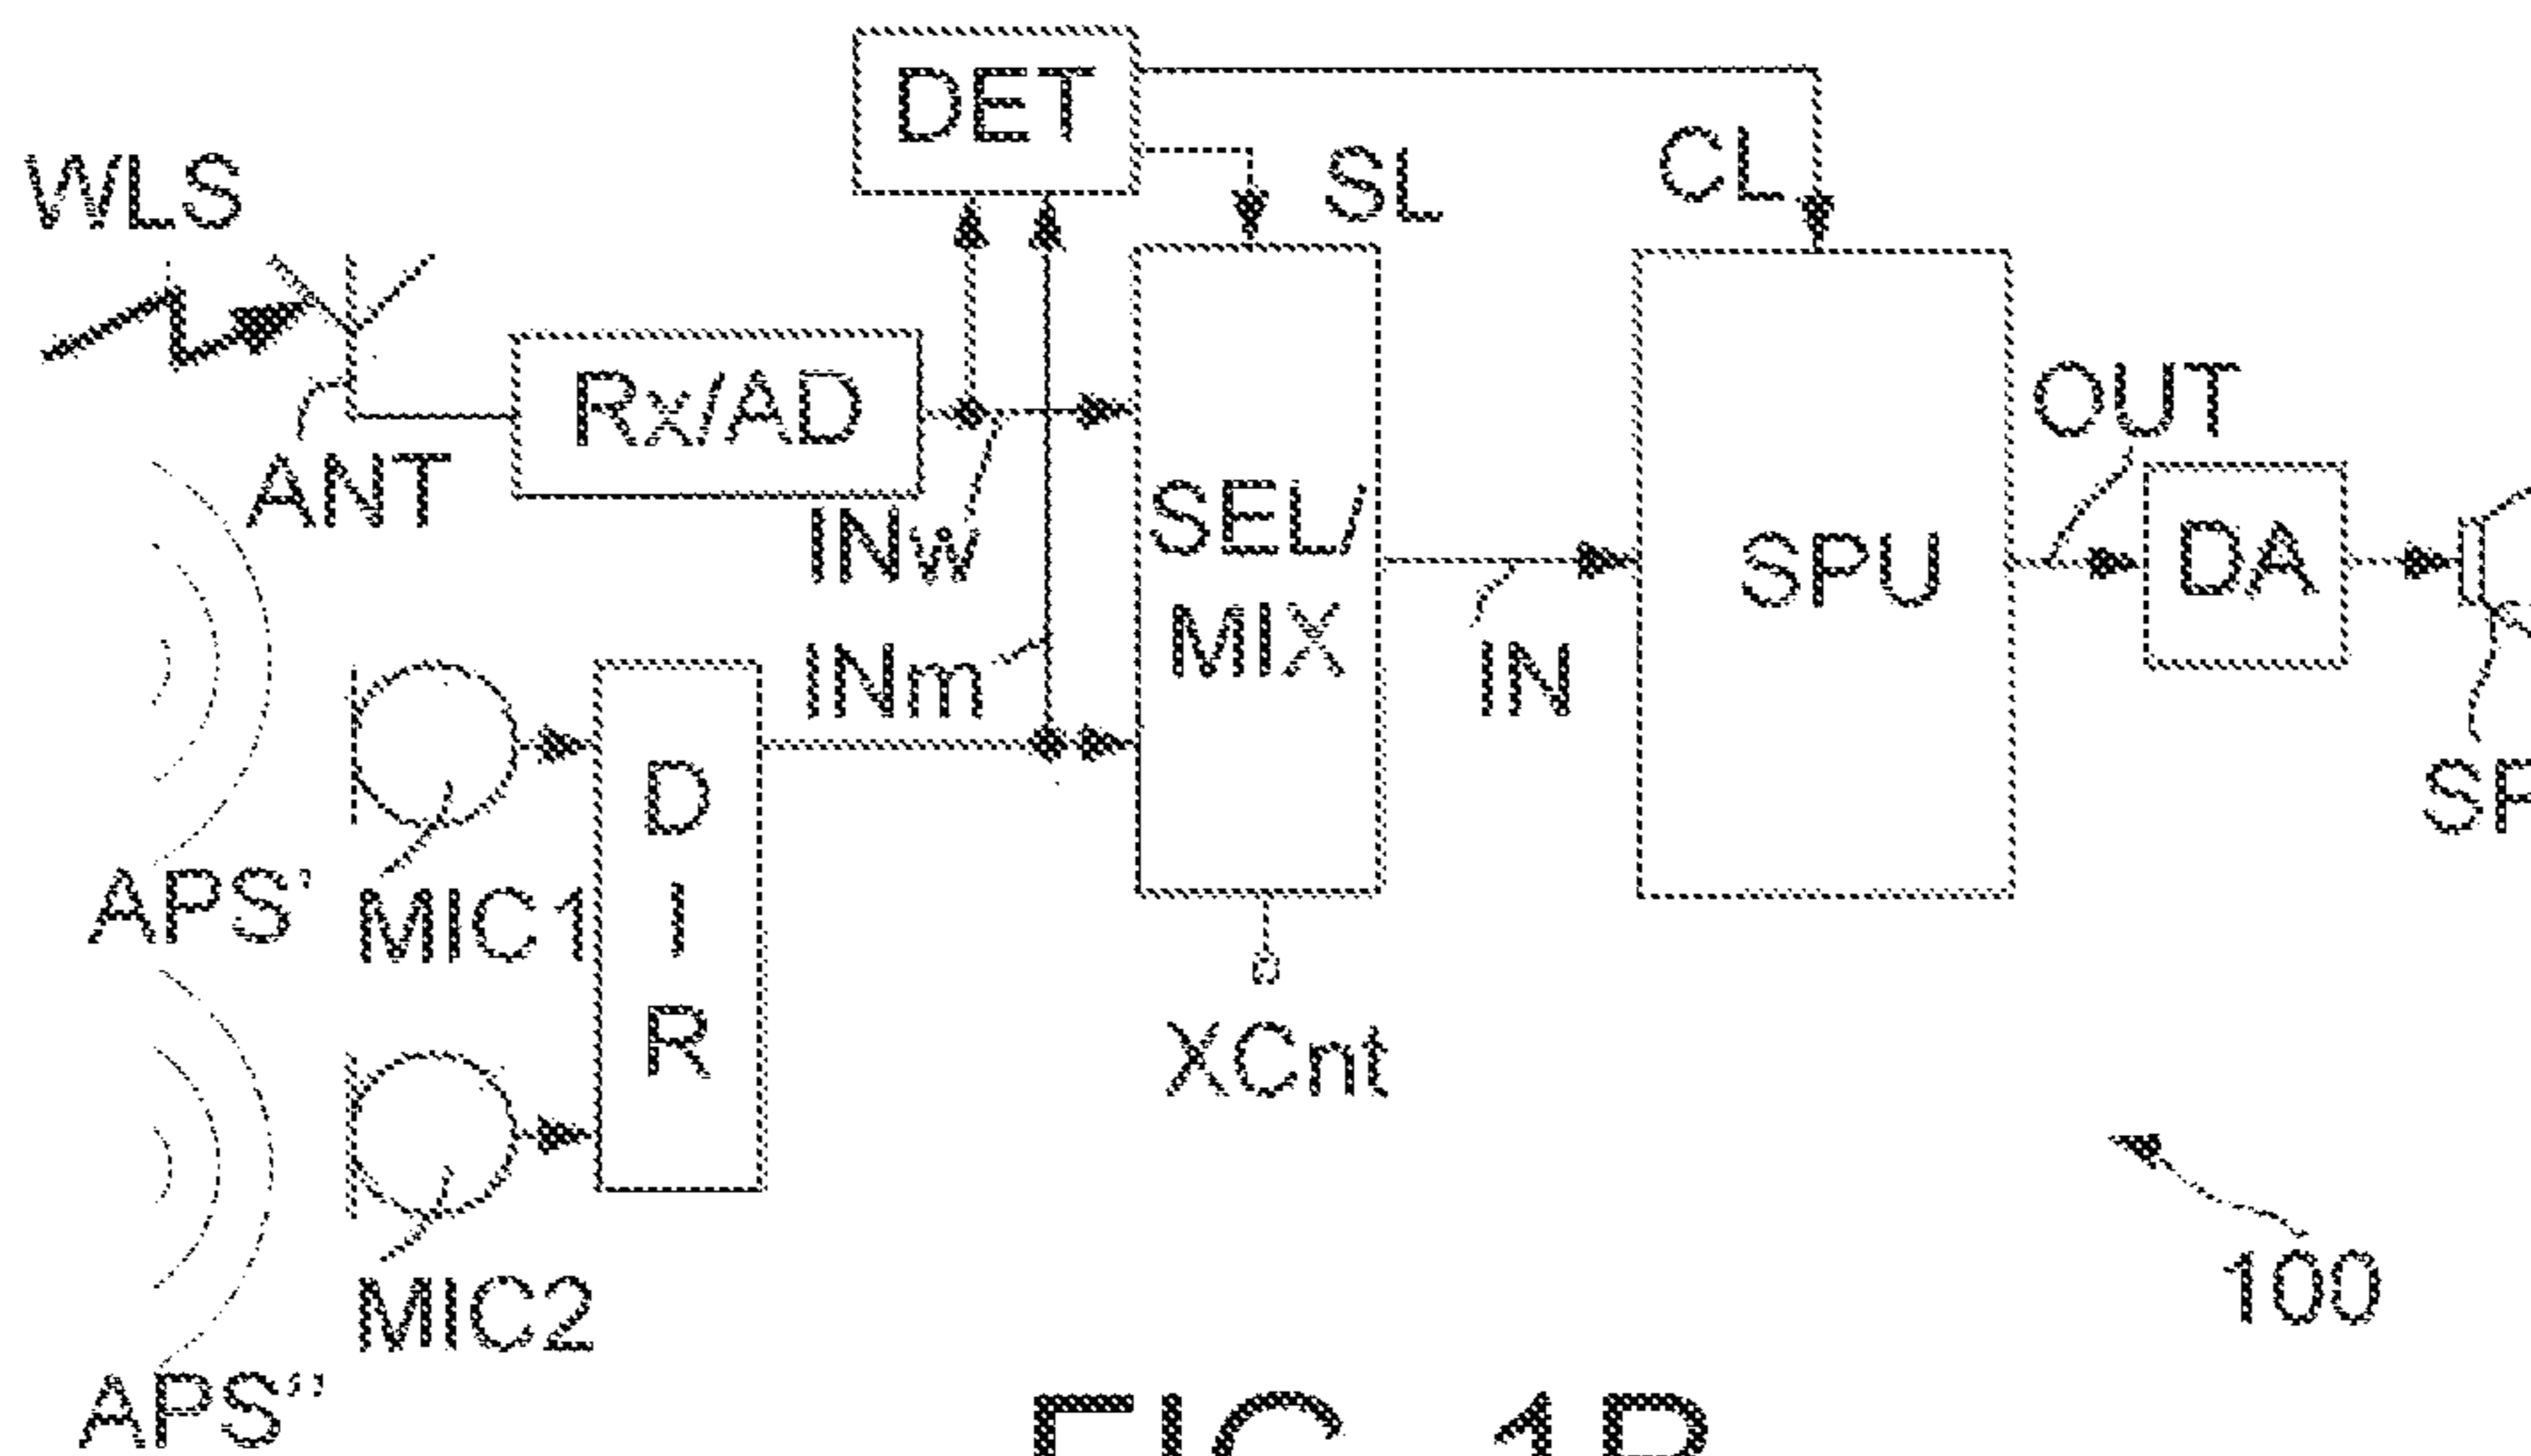 DET
WLS
SL
CL
Rx/AD
OUT
ANT
INw
SEL/
MIX
SPU
DA
INm
IN
D
I
R
APS'
MIC1
XCnt
MIC2
100
APS''